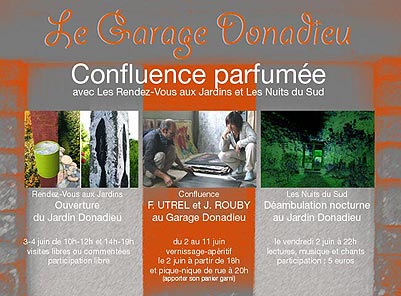 Le Garage Donadieu
Confluence parfumée
avec Les Rendez-Vous aux Jardins et Les Nuits du Sud
Rendez-Vous aux Jardins
Ouverture
du Jardin Donadieu
3-4 juin de 10h-12h et 14h-19h
visites libres ou commentées
participation libre
Confluence
F. UTREL et J. ROUBY
au Garage Donadieu
du 2 au 11 juin
vernissage-apéritif
le 2 juin à partir de 18h
et pique-nique de rue à 20h
(apporter son panier garni)
Les Nuits du Sud
Déambulation nocturne
au Jardin Donadieu
le vendredi 2 juin à 22h
lectures, musique et chants
participation : 5 euros